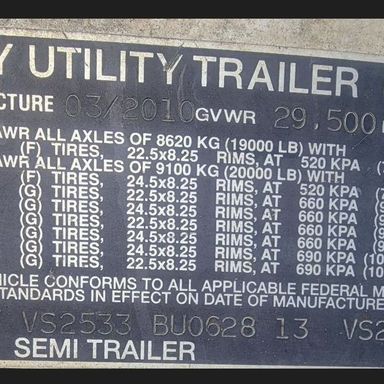 Y UTILITY TRAILER
CTURE 03/2010 GVWR 29,500
AWR ALL AXLES OF 8620 KG (19000 LB) WITH
(F) TIRES, 22.5x8.25 RIMS, AT 520 KPA
AWR ALL AXLES OF 9100 KG (20000 LB) WITH
(F) TIRES, 24.5x8.25 RIMS, AT 520 KPA
(G) TIRES, 22.5x8.25 RIMS, AT 660 KPA
(G) TIRES, 24.5x8.25 RIMS, AT 660 KPA
(G) TIRES, 22.5x8.25 RIMS, AT 660 KPA
(G) TIRES, 24.5x8.25 RIMS, AT 660 KPA
(G) TIRES, 24.5x8.25 RIMS, AT 690 KPA
(G) TIRES, 22.5x8.25 RIMS, AT 690 KPA
HICLE CONFORMS TO ALL APPLICABLE FEDERAL M
STANDARDS IN EFFECT ON DATE OF MANUFACTURE
VS2533 BU0628 13 VS2
SEMI TRAILER